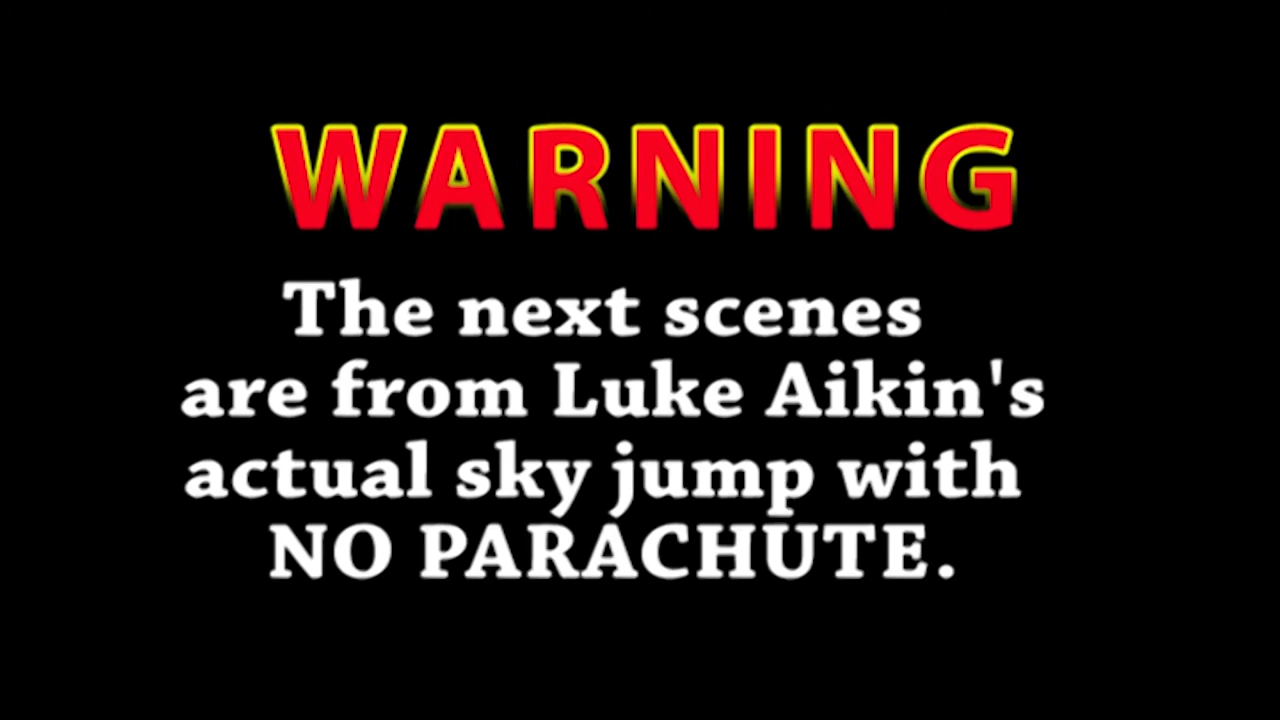 WARNING
The next scenes
are from Luke Aikin's
actual sky jump with
NO PARACHUTE.